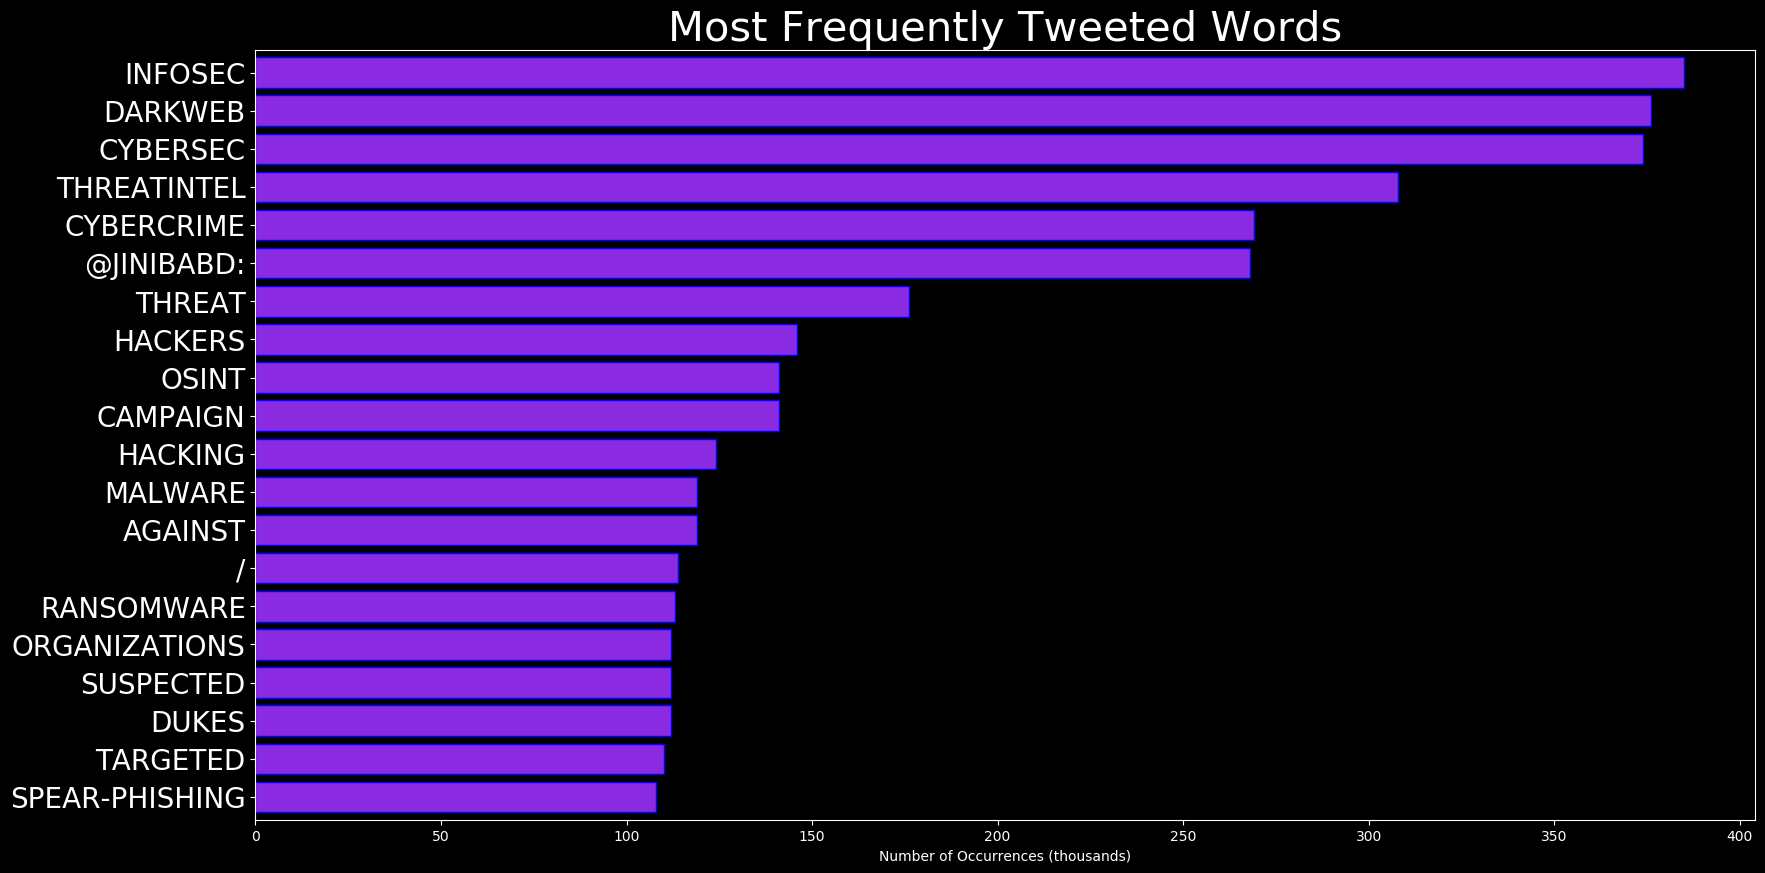 Most Frequently Tweeted Words
INFOSEC
DARKWEB
CYBERSEC
THREATINTEL
CYBERCRIME
@JINIBABD:
THREAT
HACKERS
OSINT
CAMPAIGN
HACKING
MALWARE
AGAINST
/
RANSOMWARE
ORGANIZATIONS
SUSPECTED
DUKES
TARGETED
SPEAR-PHISHING
0 50 100 150 200 250 300 350 400
Number of Occurrences (thousands)